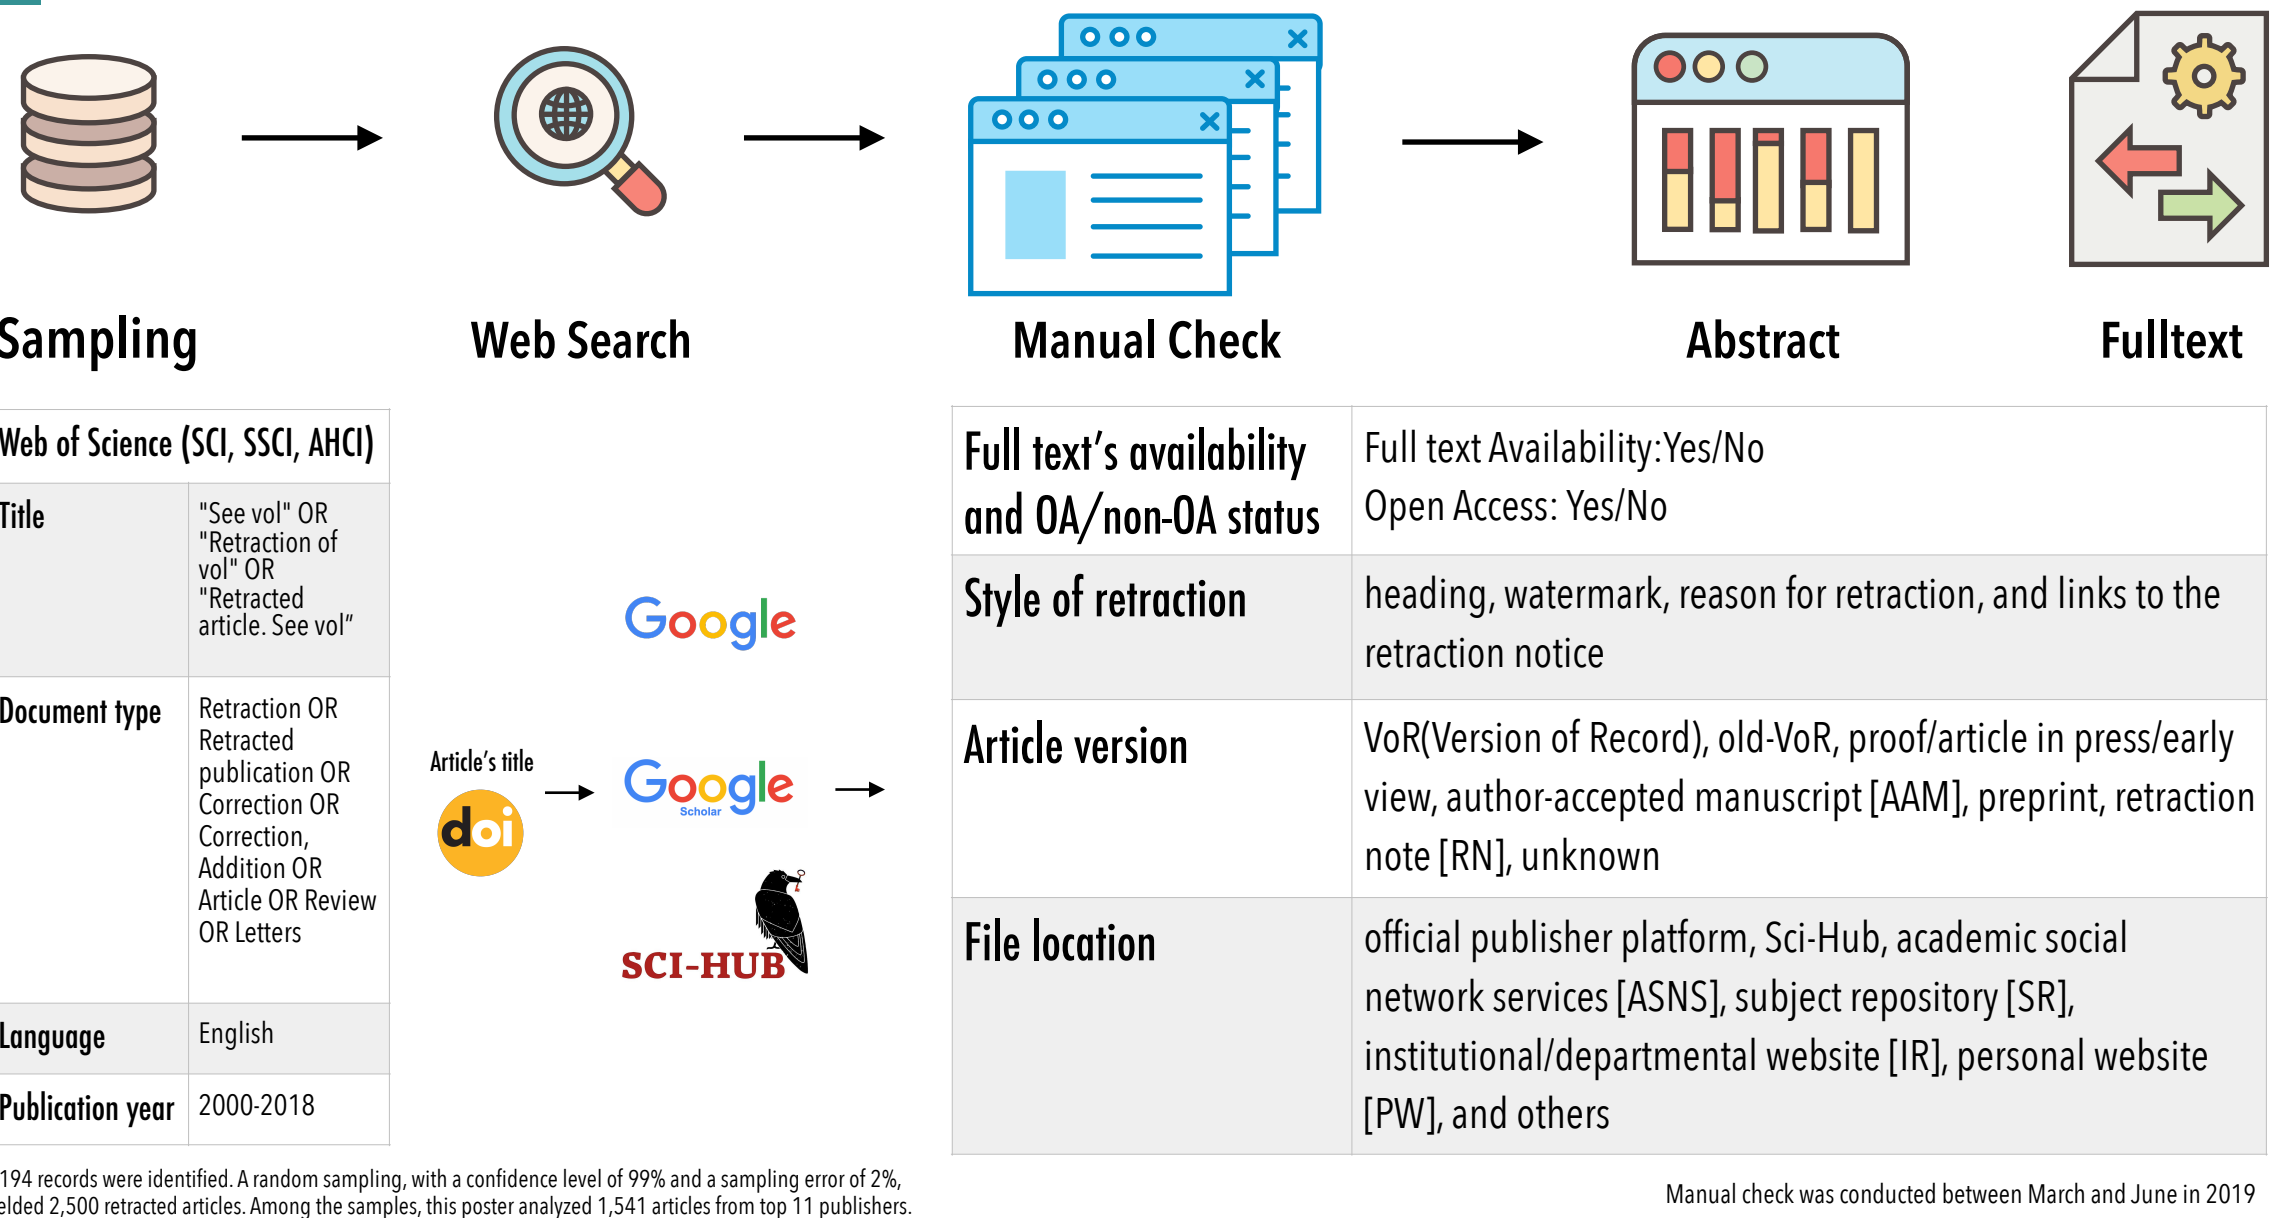 Sampling
Web Search
Manual Check
Abstract
Fulltext
Web of Science (SCI, SSCI, AHCI)
Title
"See vol" OR
"Retraction of
vol" OR
"Retracted
article. See vol”
Document type
Retraction OR
Retracted
publication OR
Correction OR
Correction,
Addition OR
Article OR Review
OR Letters
Language
English
Publication year
2000-2018
Article’s title
doi
Google
Google
Scholar
SCI-HUB
Full text’s availability
and OA/non-OA status
Full text Availability:Yes/No
Open Access: Yes/No
Style of retraction
heading, watermark, reason for retraction, and links to the
retraction notice
Article version
VoR(Version of Record), old-VoR, proof/article in press/early
view, author-accepted manuscript [AAM], preprint, retraction
note [RN], unknown
File location
official publisher platform, Sci-Hub, academic social
network services [ASNS], subject repository [SR],
institutional/departmental website [IR], personal website
[PW], and others
194 records were identified. A random sampling, with a confidence level of 99% and a sampling error of 2%,
elded 2,500 retracted articles. Among the samples, this poster analyzed 1,541 articles from top 11 publishers.
Manual check was conducted between March and June in 2019